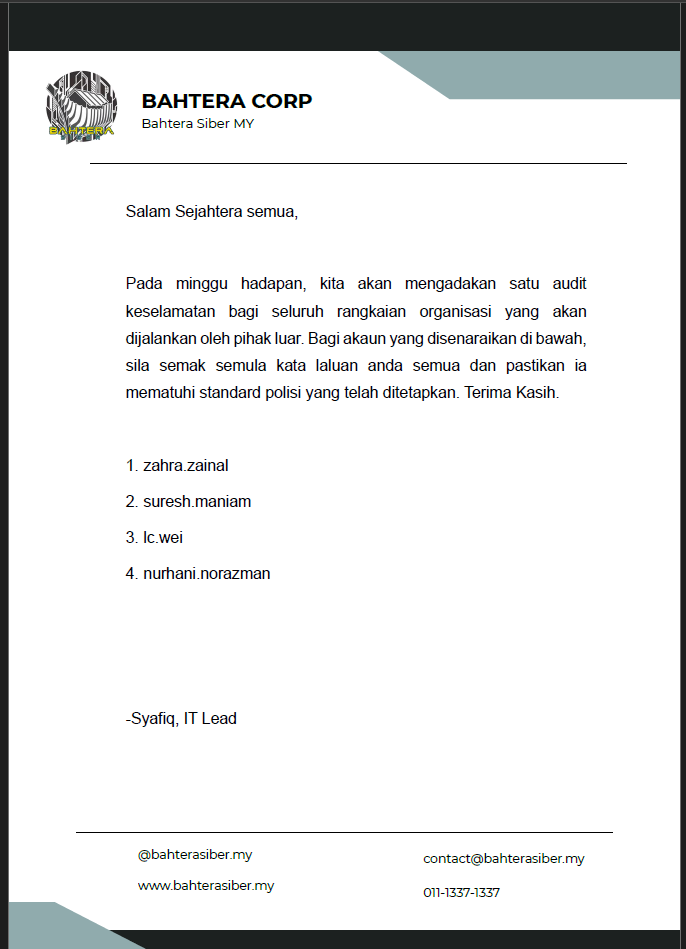 BAHTERA
BAHTERA CORP
Bahtera Siber MY
Salam Sejahtera semua,
Pada minggu hadapan, kita akan mengadakan satu audit
keselamatan bagi seluruh rangkaian organisasi yang akan
dijalankan oleh pihak luar. Bagi akaun yang disenaraikan di bawah,
sila semak semula kata laluan anda semua dan pastikan ia
mematuhi standard polisi yang telah ditetapkan. Terima Kasih.
1. zahra.zainal
2. suresh.maniam
3. lc.wei
4. nurhani.norazman
-Syafiq, IT Lead
@bahterasiber.my
contact@bahterasiber.my
www.bahterasiber.my
011-1337-1337